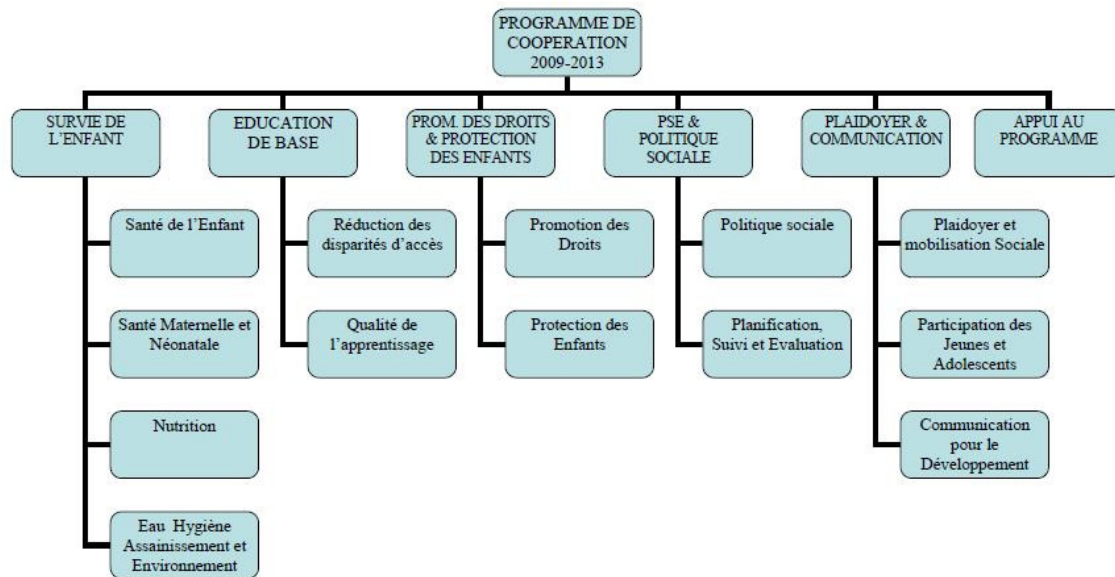 PROGRAMME DE
COOPERATION
2009-2013
SURVIE DE
L’ENFANT
EDUCATION
DE BASE
PROM. DES DROITS
& PROTECTION
DES ENFANTS
PSE &
POLITIQUE
SOCIALE
PLAIDOYER &
COMMUNICATION
APPUI AU
PROGRAMME
Santé de l’Enfant
Santé Maternelle et
Néonatale
Nutrition
Eau Hygiène
Assainissement et
Environnement
Réduction des
disparités d’accès
Qualité de
l’apprentissage
Promotion des
Droits
Protection des
Enfants
Politique sociale
Planification,
Suivi et Evaluation
Plaidoyer et
mobilisation Sociale
Participation des
Jeunes et
Adolescents
Communication
pour le
Développement